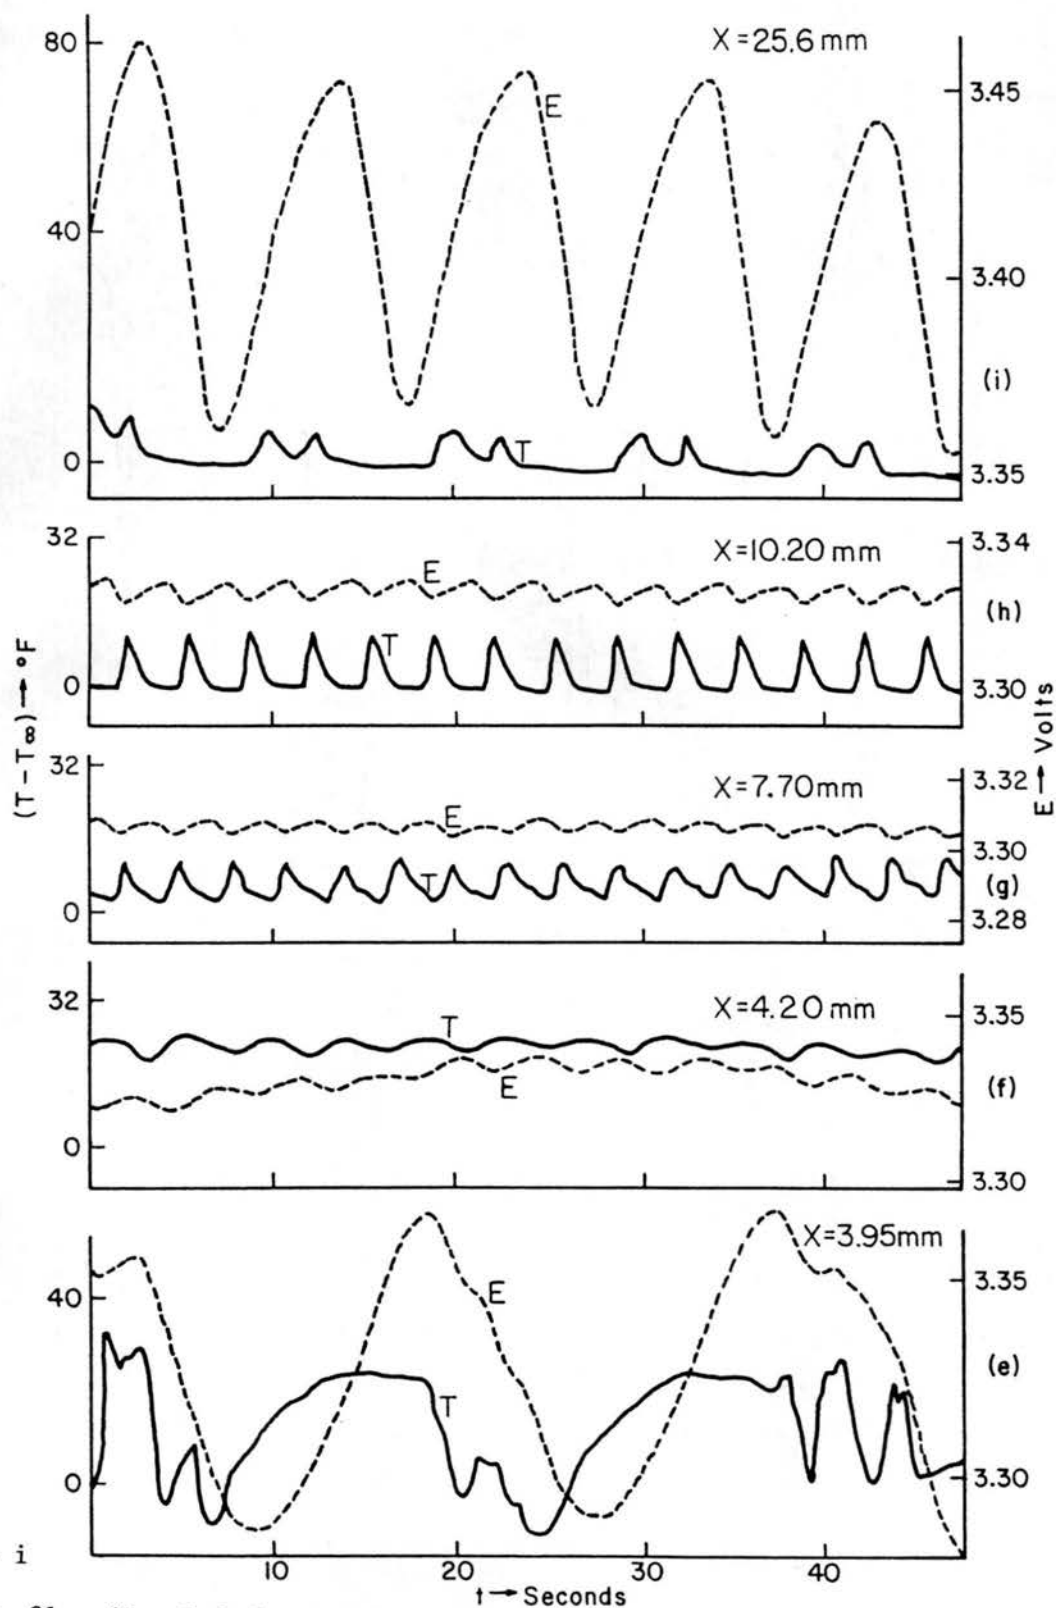 X=25.6 mm
80
40
0
3.45
3.40
3.35
E
T
(i)
X=10.20 mm
32
0
3.34
3.30
E
T
(h)
X=7.70mm
32
0
3.32
3.30
3.28
E
T
(g)
X=4.20 mm
32
0
3.35
3.30
T
E
(f)
X=3.95mm
40
0
3.35
3.30
E
T
(e)
(T-T∞)→°F
E→Volts
10
20
30
40
t→Seconds
i